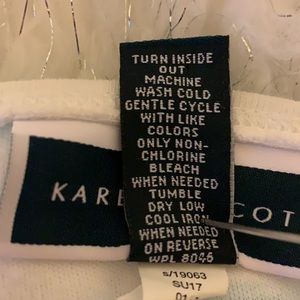 TURN INSIDE
OUT
MACHINE
WASH COLD
GENTLE CYCLE
WITH LIKE
COLORS
ONLY NON-
CHLORINE
BLEACH
WHEN NEEDED
TUMBLE
DRY LOW
COOL IRON
WHEN NEEDED
ON REVERSE
WPL 8046
KARE COT
s/19063
SU17
01